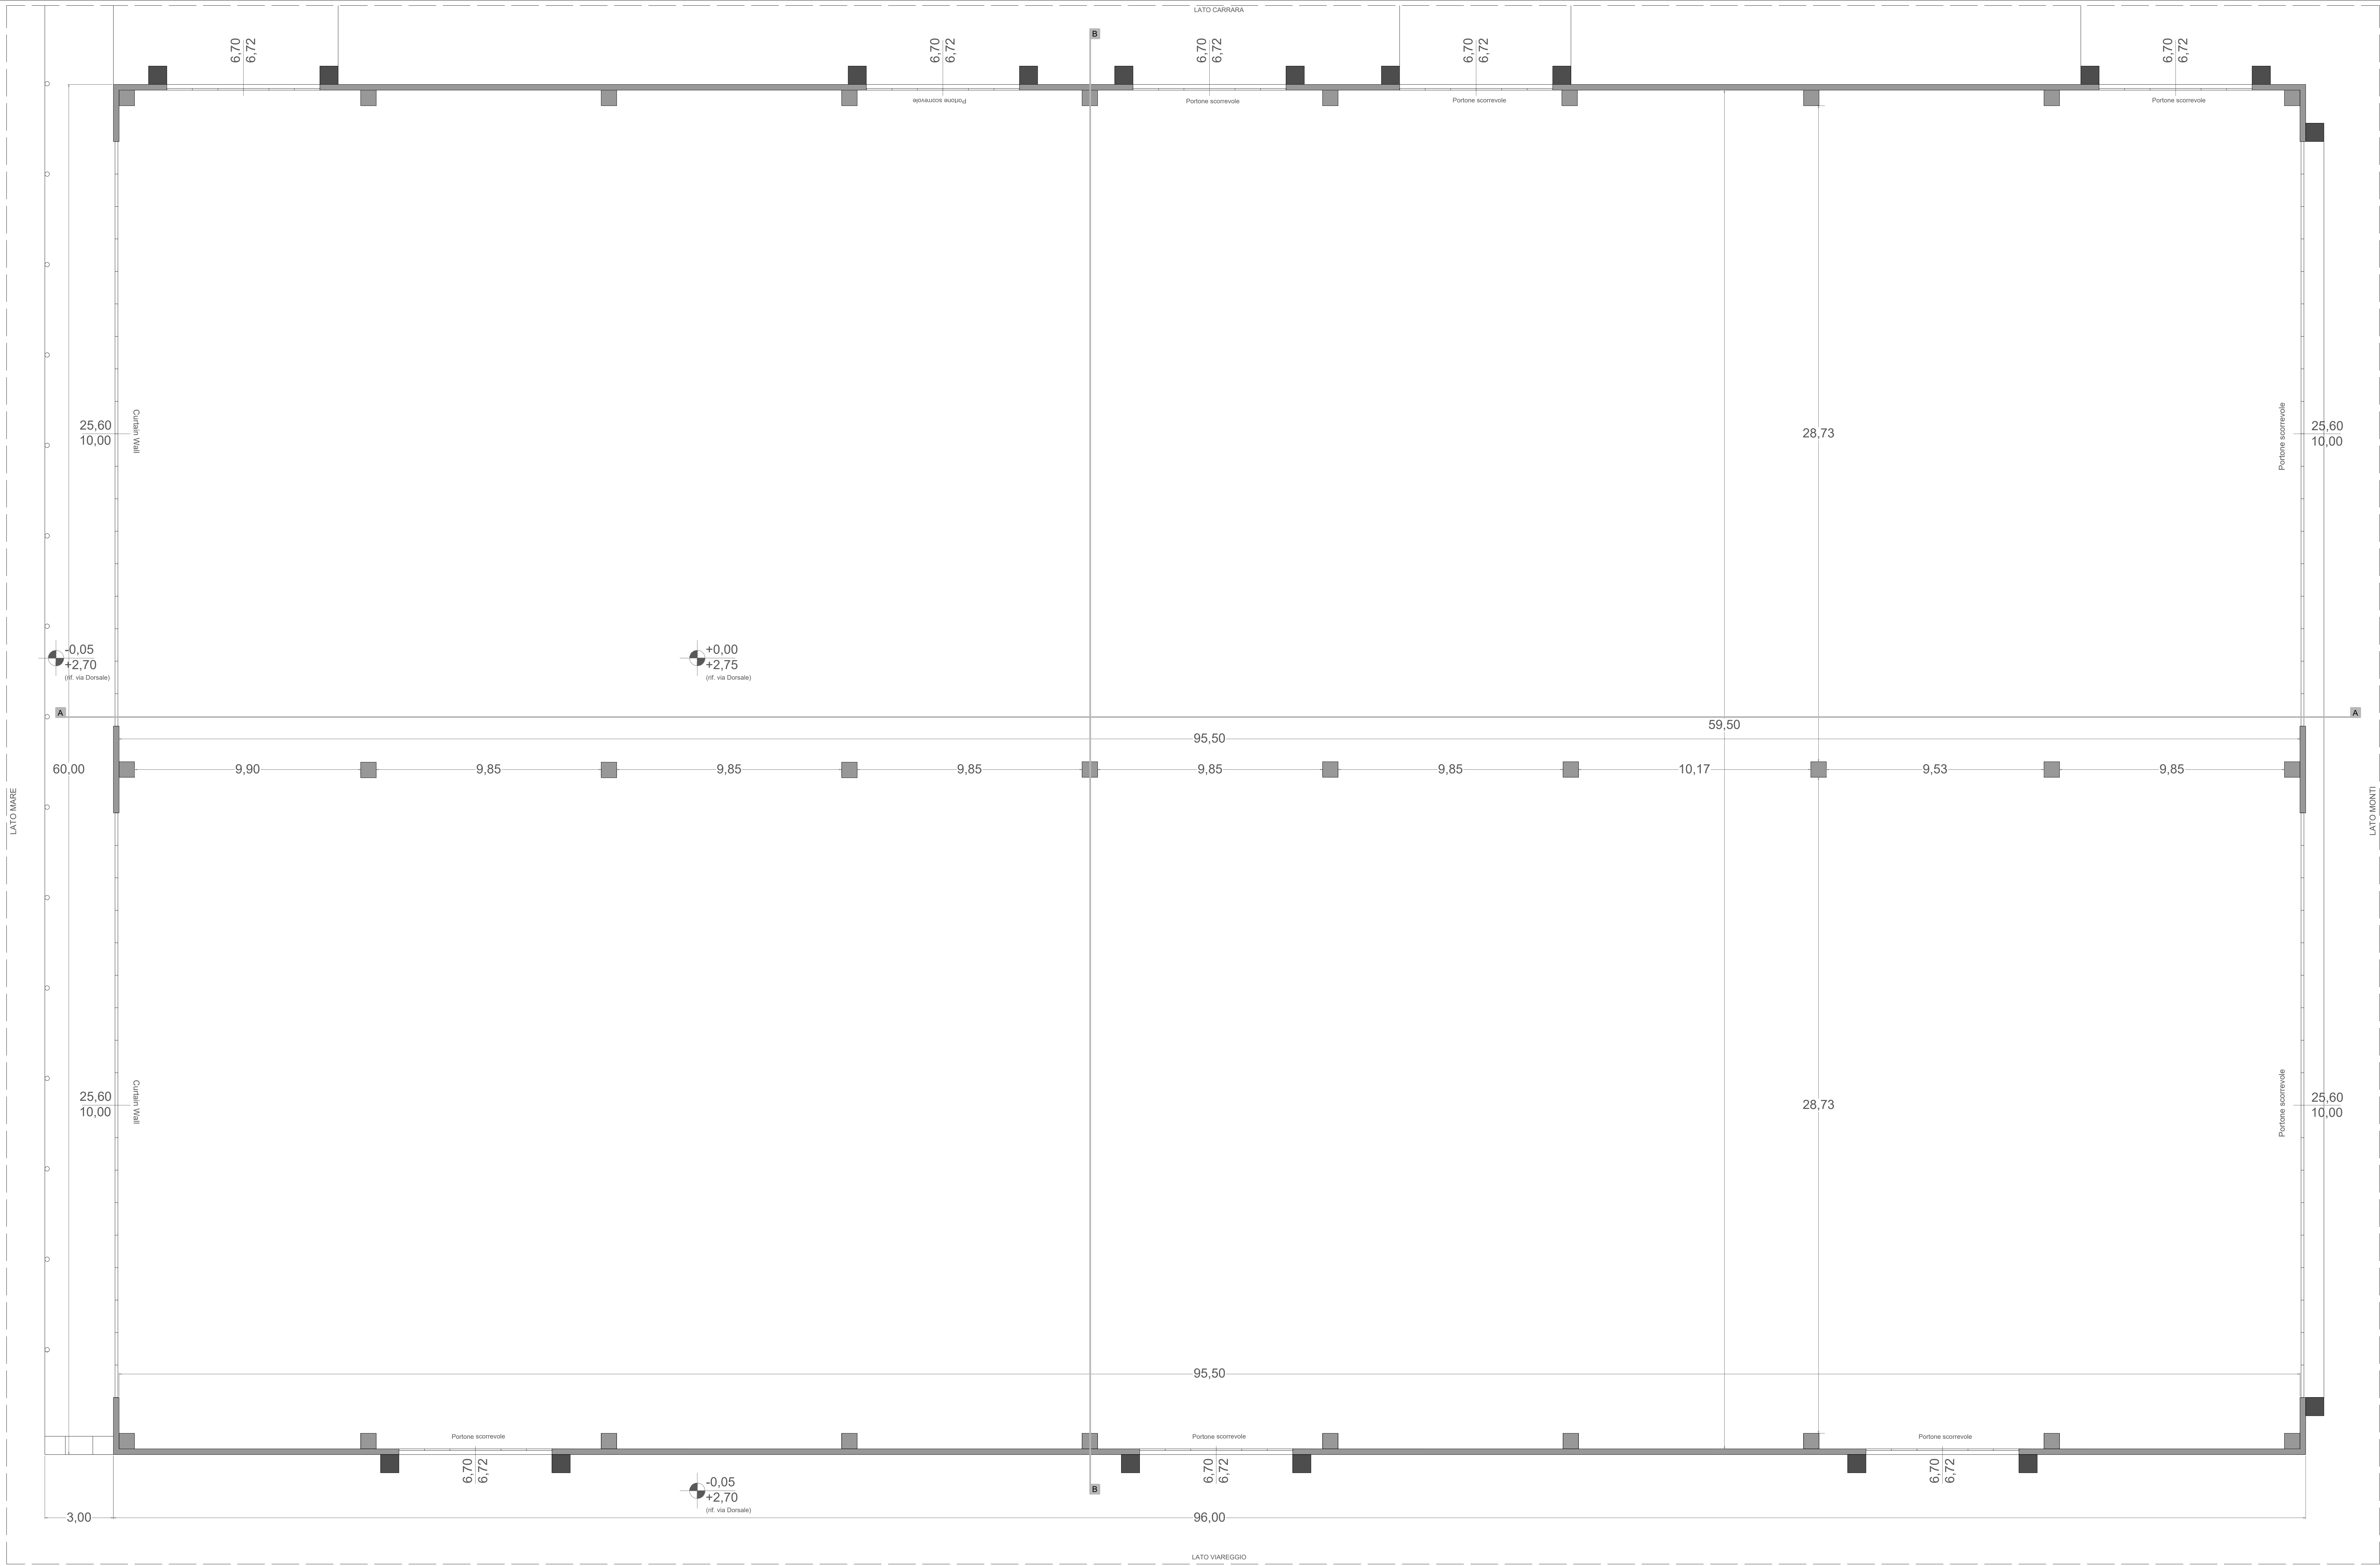 LATO CARRARA
B
6,70
6,72
6,70
6,72
6,70
6,72
6,70
6,72
6,70
6,72
Portone scorrevole
Portone scorrevole
Portone scorrevole
Portone scorrevole
25,60
10,00
Curtain Wall
28,73
Portone scorrevole
25,60
10,00
-0,05
+2,70
(rif. via Dorsale)
+0,00
+2,75
(rif. via Dorsale)
A
A
59,50
95,50
60,00
9,90
9,85
9,85
9,85
9,85
9,85
10,17
9,53
9,85
LATO MARE
LATO MONTI
25,60
10,00
Curtain Wall
28,73
Portone scorrevole
25,60
10,00
95,50
Portone scorrevole
Portone scorrevole
Portone scorrevole
6,70
6,72
6,70
6,72
6,70
6,72
-0,05
+2,70
(rif. via Dorsale)
B
3,00
96,00
LATO VIAREGGIO